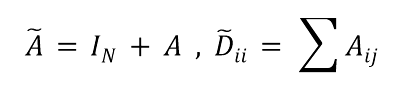 Ã = I_N + A , D̃_ii = ∑ A_ij